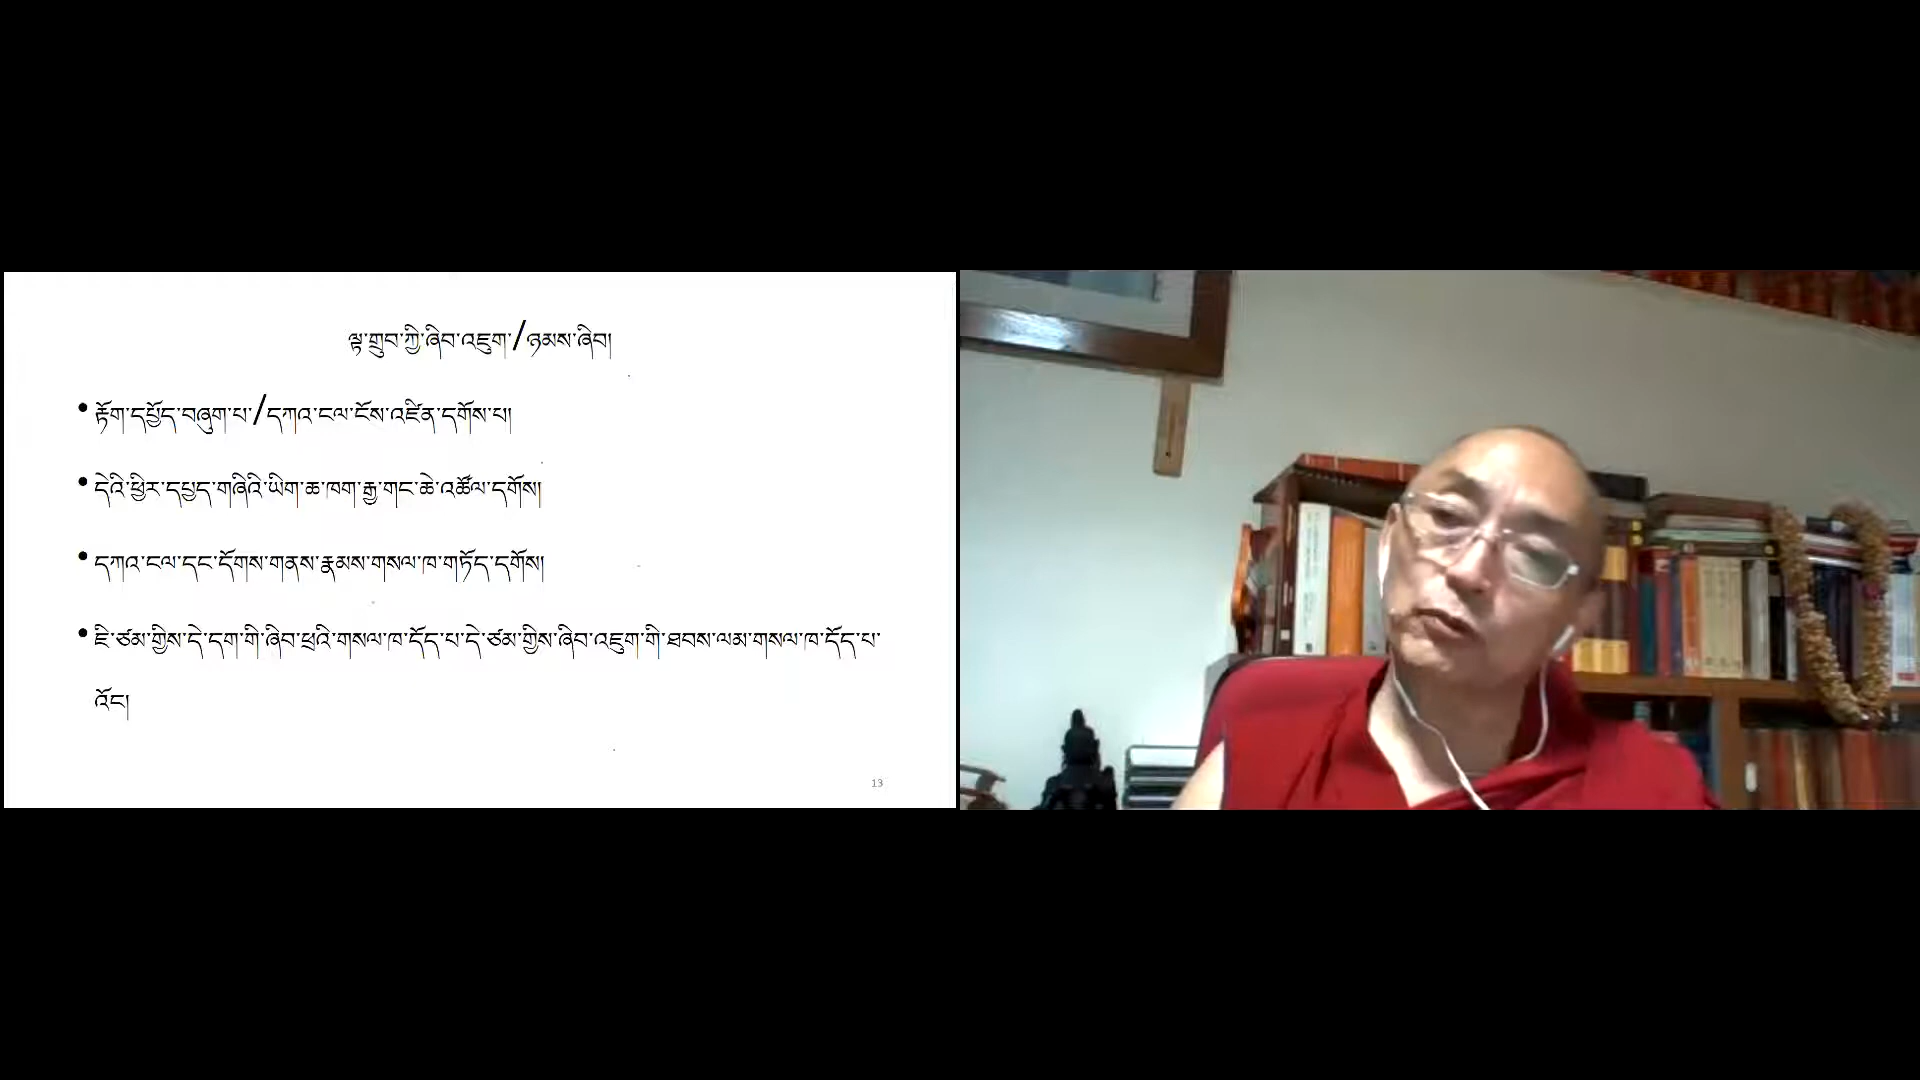 ལྟ་གྲུབ་ཀྱི་ཞིབ་འཇུག་/ཉམས་ཞིབ།
• རྟོག་དཔྱོད་བཞུག་པ་/དཀའ་ངལ་ངོས་འཛིན་དགོས་པ།
• དེའི་ཕྱིར་དཔྱད་གཞིའི་ཡིག་ཆ་ཁག་རྒྱ་གང་ཆེ་འཚོལ་དགོས།
• དཀའ་ངལ་དང་དོགས་གནས་རྣམས་གསལ་ཁ་གཏོད་དགོས།
• ཇི་ཙམ་གྱིས་དེ་དག་གི་ཞིབ་ཕྲའི་གསལ་ཁ་དོད་པ་དེ་ཙམ་གྱིས་ཞིབ་འཇུག་གི་ཐབས་ལམ་གསལ་ཁ་དོད་པ་
འོང།
13